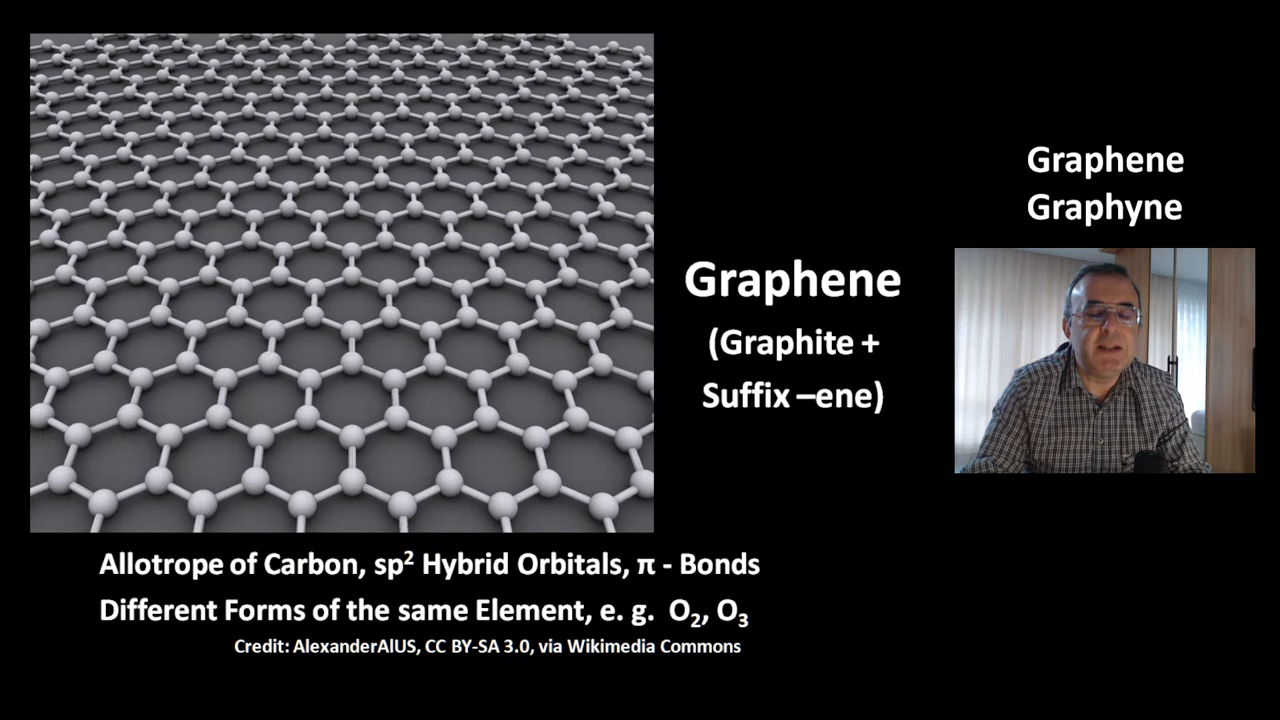 Graphene
Graphyne
Graphene
(Graphite +
Suffix –ene)
Allotrope of Carbon, sp² Hybrid Orbitals, π - Bonds
Different Forms of the same Element, e. g. O₂, O₃
Credit: AlexanderAlUS, CC BY-SA 3.0, via Wikimedia Commons